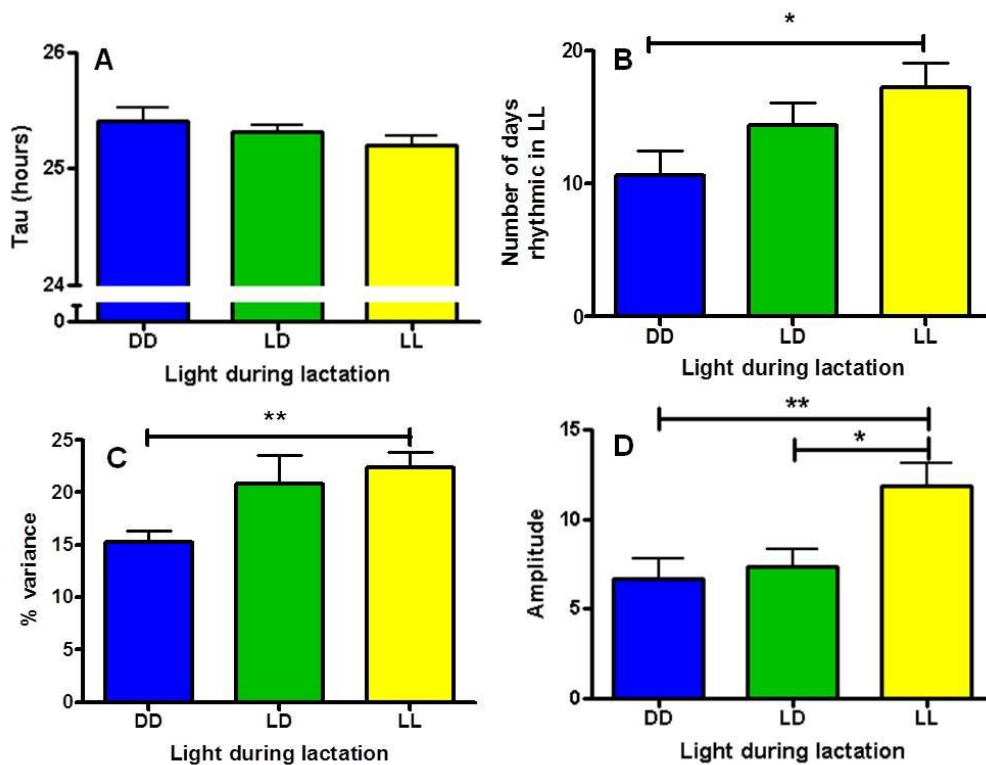 A
Tau (hours)
26
25
24
0
DD LD LL
Light during lactation
B
*
Number of days
rhythmic in LL
20
10
0
DD LD LL
Light during lactation
C
**
% variance
25
20
15
10
5
0
DD LD LL
Light during lactation
D
**
*
Amplitude
15
10
5
0
DD LD LL
Light during lactation